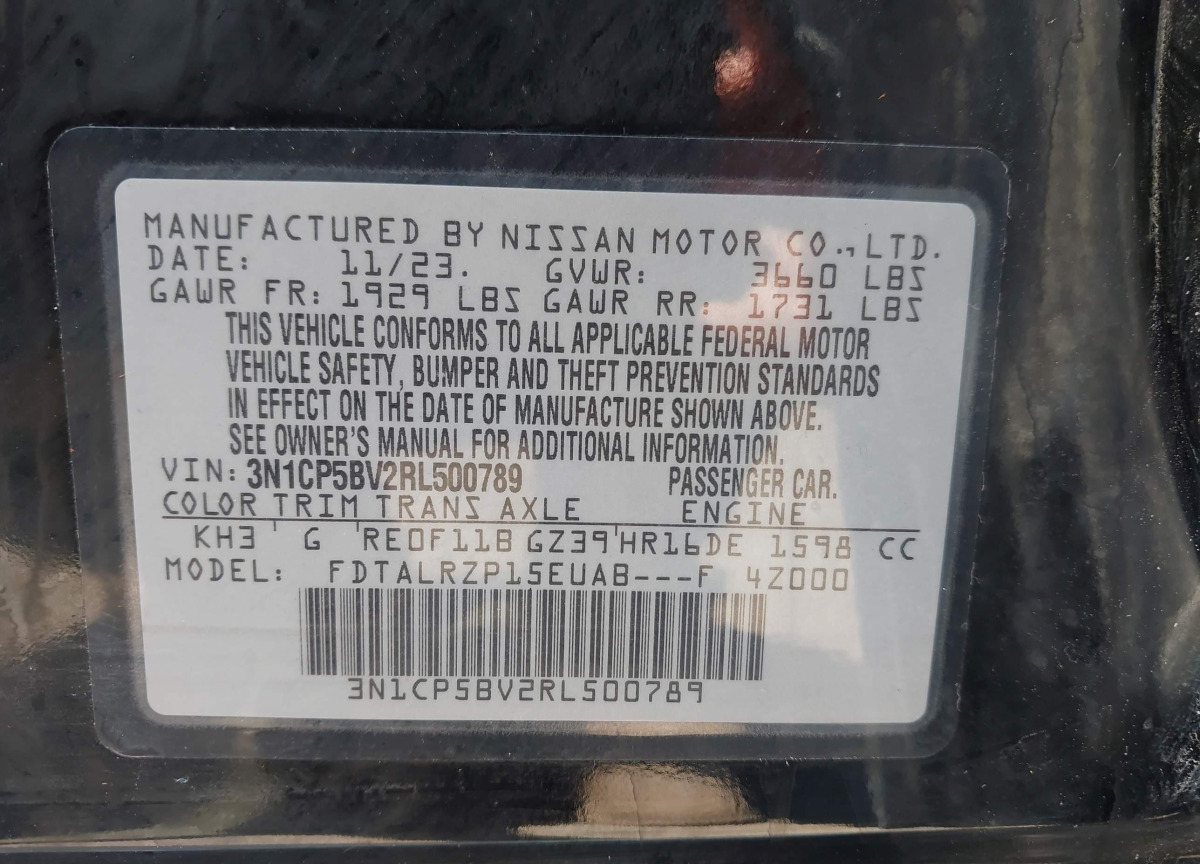 MANUFACTURED BY NISSAN MOTOR CO., LTD.
DATE: 11/23. GVWR: 3660 LBS
GAWR FR: 1929 LBS GAWR RR: 1731 LBS
THIS VEHICLE CONFORMS TO ALL APPLICABLE FEDERAL MOTOR
VEHICLE SAFETY, BUMPER AND THEFT PREVENTION STANDARDS
IN EFFECT ON THE DATE OF MANUFACTURE SHOWN ABOVE.
SEE OWNER'S MANUAL FOR ADDITIONAL INFORMATION.
VIN: 3N1CP5BV2RL500789 PASSENGER CAR.
COLOR TRIM TRANS AXLE ENGINE
KH3 ' G 'RE0F11B GZ39'HR16DE 1598 CC
MODEL: FDTALRZP15EUAB---F 4Z000
3N1CP5BV2RL500789